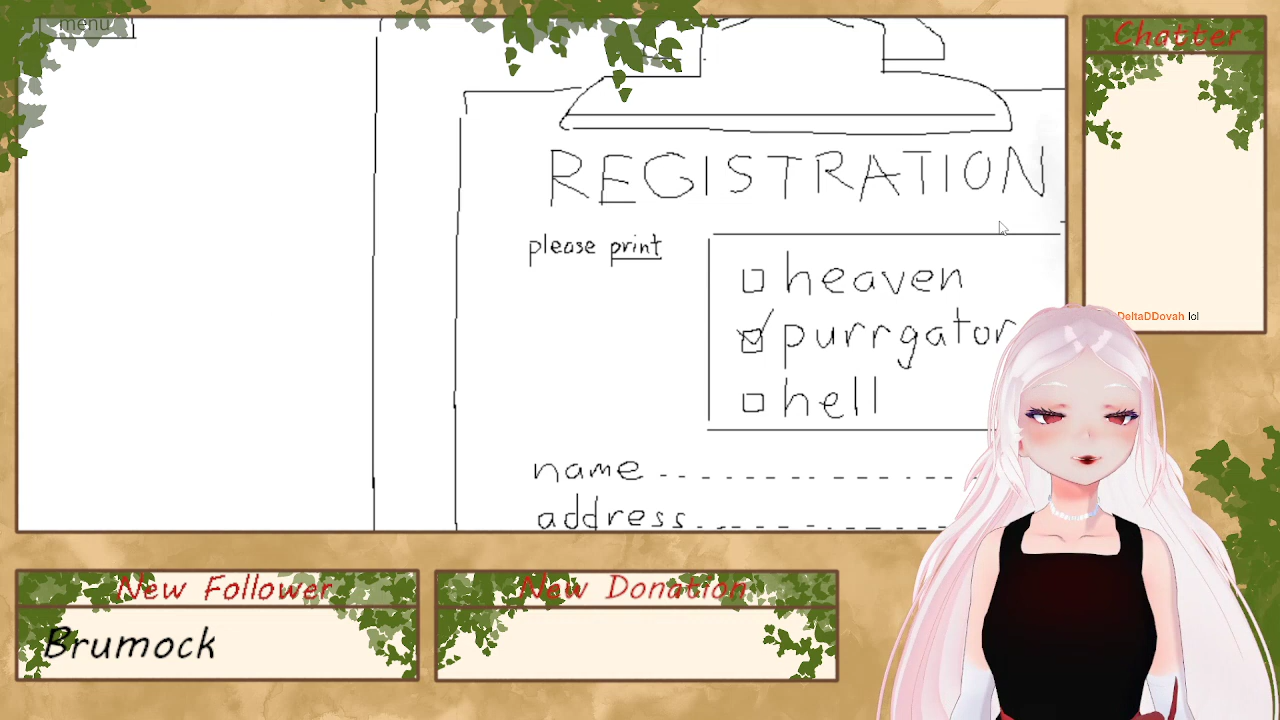 menu
Chatter
REGISTRATION
please print
heaven
purrgator
hell
DeltaDDovah lol
name
address
New Follower
New Donation
Brumock